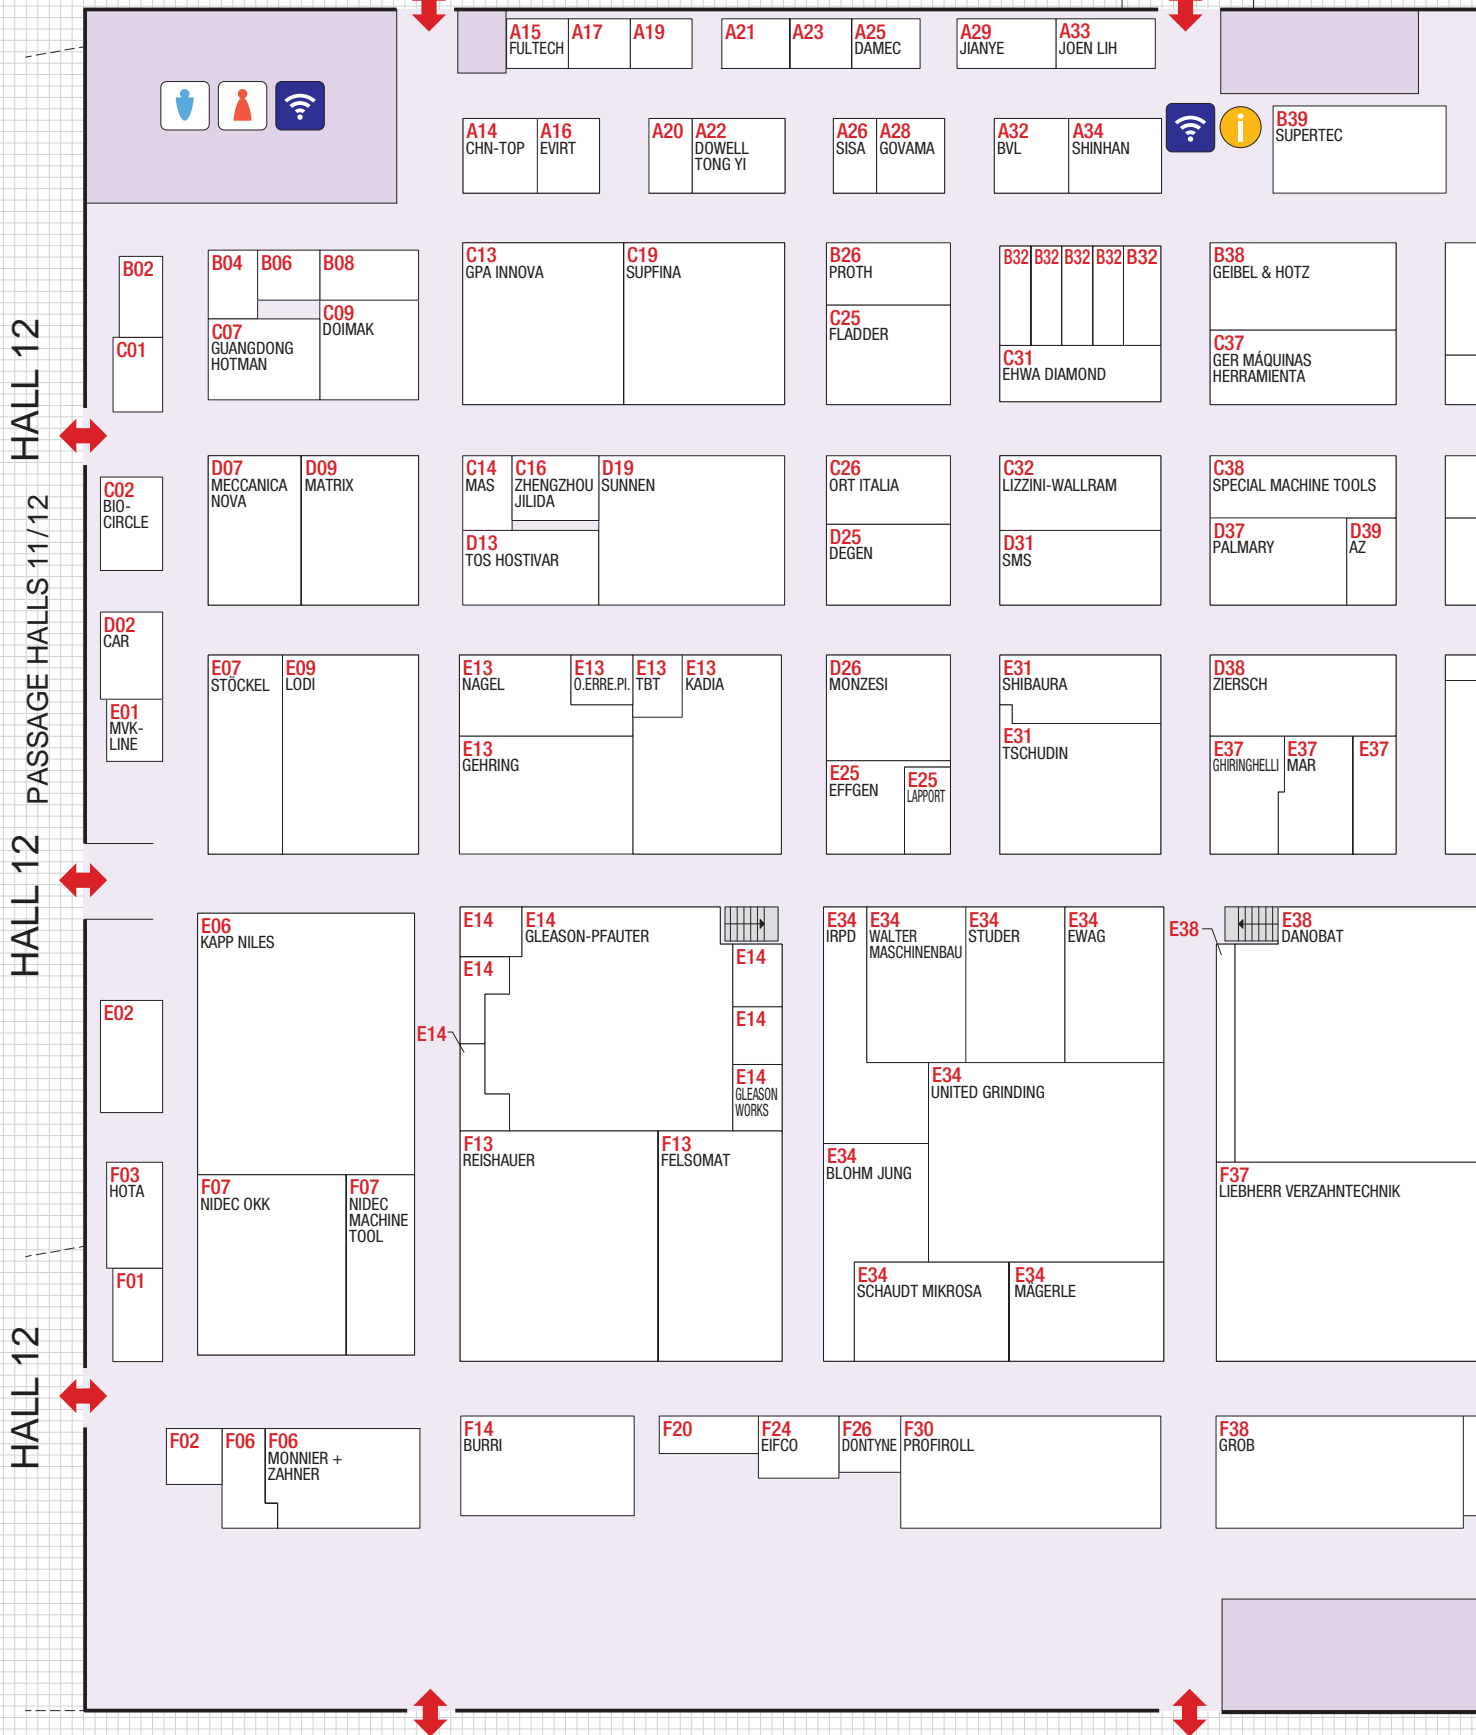 A15
FULTECH
A17
A19
A21
A23
A25
DAMEC
A29
JIANYE
A33
JOEN LIH
A14
CHN-TOP
A16
EVIRT
A20
A22
DOWELL
TONG YI
A26
SISA
A28
GOVAMA
A32
BVL
A34
SHINHAN
i
B39
SUPERTEC
B02
C01
B04
B06
B08
C07
GUANGDONG
HOTMAN
C09
DOIMAK
C13
GPA INNOVA
C19
SUPFINA
B26
PROTH
C25
FLADDER
B32
B32
B32
B32
B32
C31
EHWA DIAMOND
B38
GEIBEL & HOTZ
C37
GER MÁQUINAS
HERRAMIENTA
HALL 12
C02
BIO-
CIRCLE
D07
MECCANICA
NOVA
D09
MATRIX
C14
MAS
C16
ZHENGZHOU
JILIDA
D13
TOS HOSTIVAR
D19
SUNNEN
C26
ORT ITALIA
D25
DEGEN
C32
LIZZINI-WALLRAM
D31
SMS
C38
SPECIAL MACHINE TOOLS
D37
PALMARY
D39
AZ
PASSAGE HALLS 11/12
D02
CAR
E01
MVK-
LINE
E07
STÖCKEL
E09
LODI
E13
NAGEL
E13
O.ERRE.PI.
E13
TBT
E13
KADIA
E13
GEHRING
D26
MONZESI
E25
EFFGEN
E25
LAPPORT
E31
SHIBAURA
E31
TSCHUDIN
D38
ZIERSCH
E37
GHIRINGHELLI
E37
MAR
E37
HALL 12
E06
KAPP NILES
E02
E14
E14
GLEASON-PFAUTER
E14
E14
E14
E14
E14
GLEASON
WORKS
E34
IRPD
E34
WALTER
MASCHINENBAU
E34
STUDER
E34
EWAG
E34
UNITED GRINDING
E34
BLOHM JUNG
E34
SCHAUDT MIKROSA
E34
MÄGERLE
E38
E38
DANOBAT
F03
HOTA
F01
F07
NIDEC OKK
F07
NIDEC
MACHINE
TOOL
F13
REISHAUER
F13
FELSOMAT
F37
LIEBHERR VERZAHNTECHNIK
HALL 12
F02
F06
F06
MONNIER +
ZAHNER
F14
BURRI
F20
F24
EIFCO
F26
DONTYNE
F30
PROFIROLL
F38
GROB